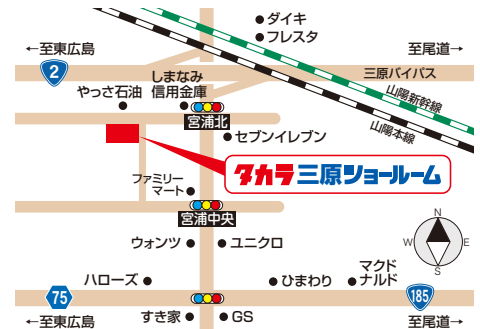 ダイキ
フレスタ
←至東広島
至尾道→
2
しまなみ
信用金庫
やっさ石油
三原バイパス
山陽新幹線
山陽本線
宮浦北
セブンイレブン
タカラ三原ショールーム
ファミリー
マート
宮浦中央
N
W
E
S
ウォンツ
ユニクロ
ハローズ
ひまわり
マクド
ナルド
75
185
←至東広島
すき家
GS
至尾道→